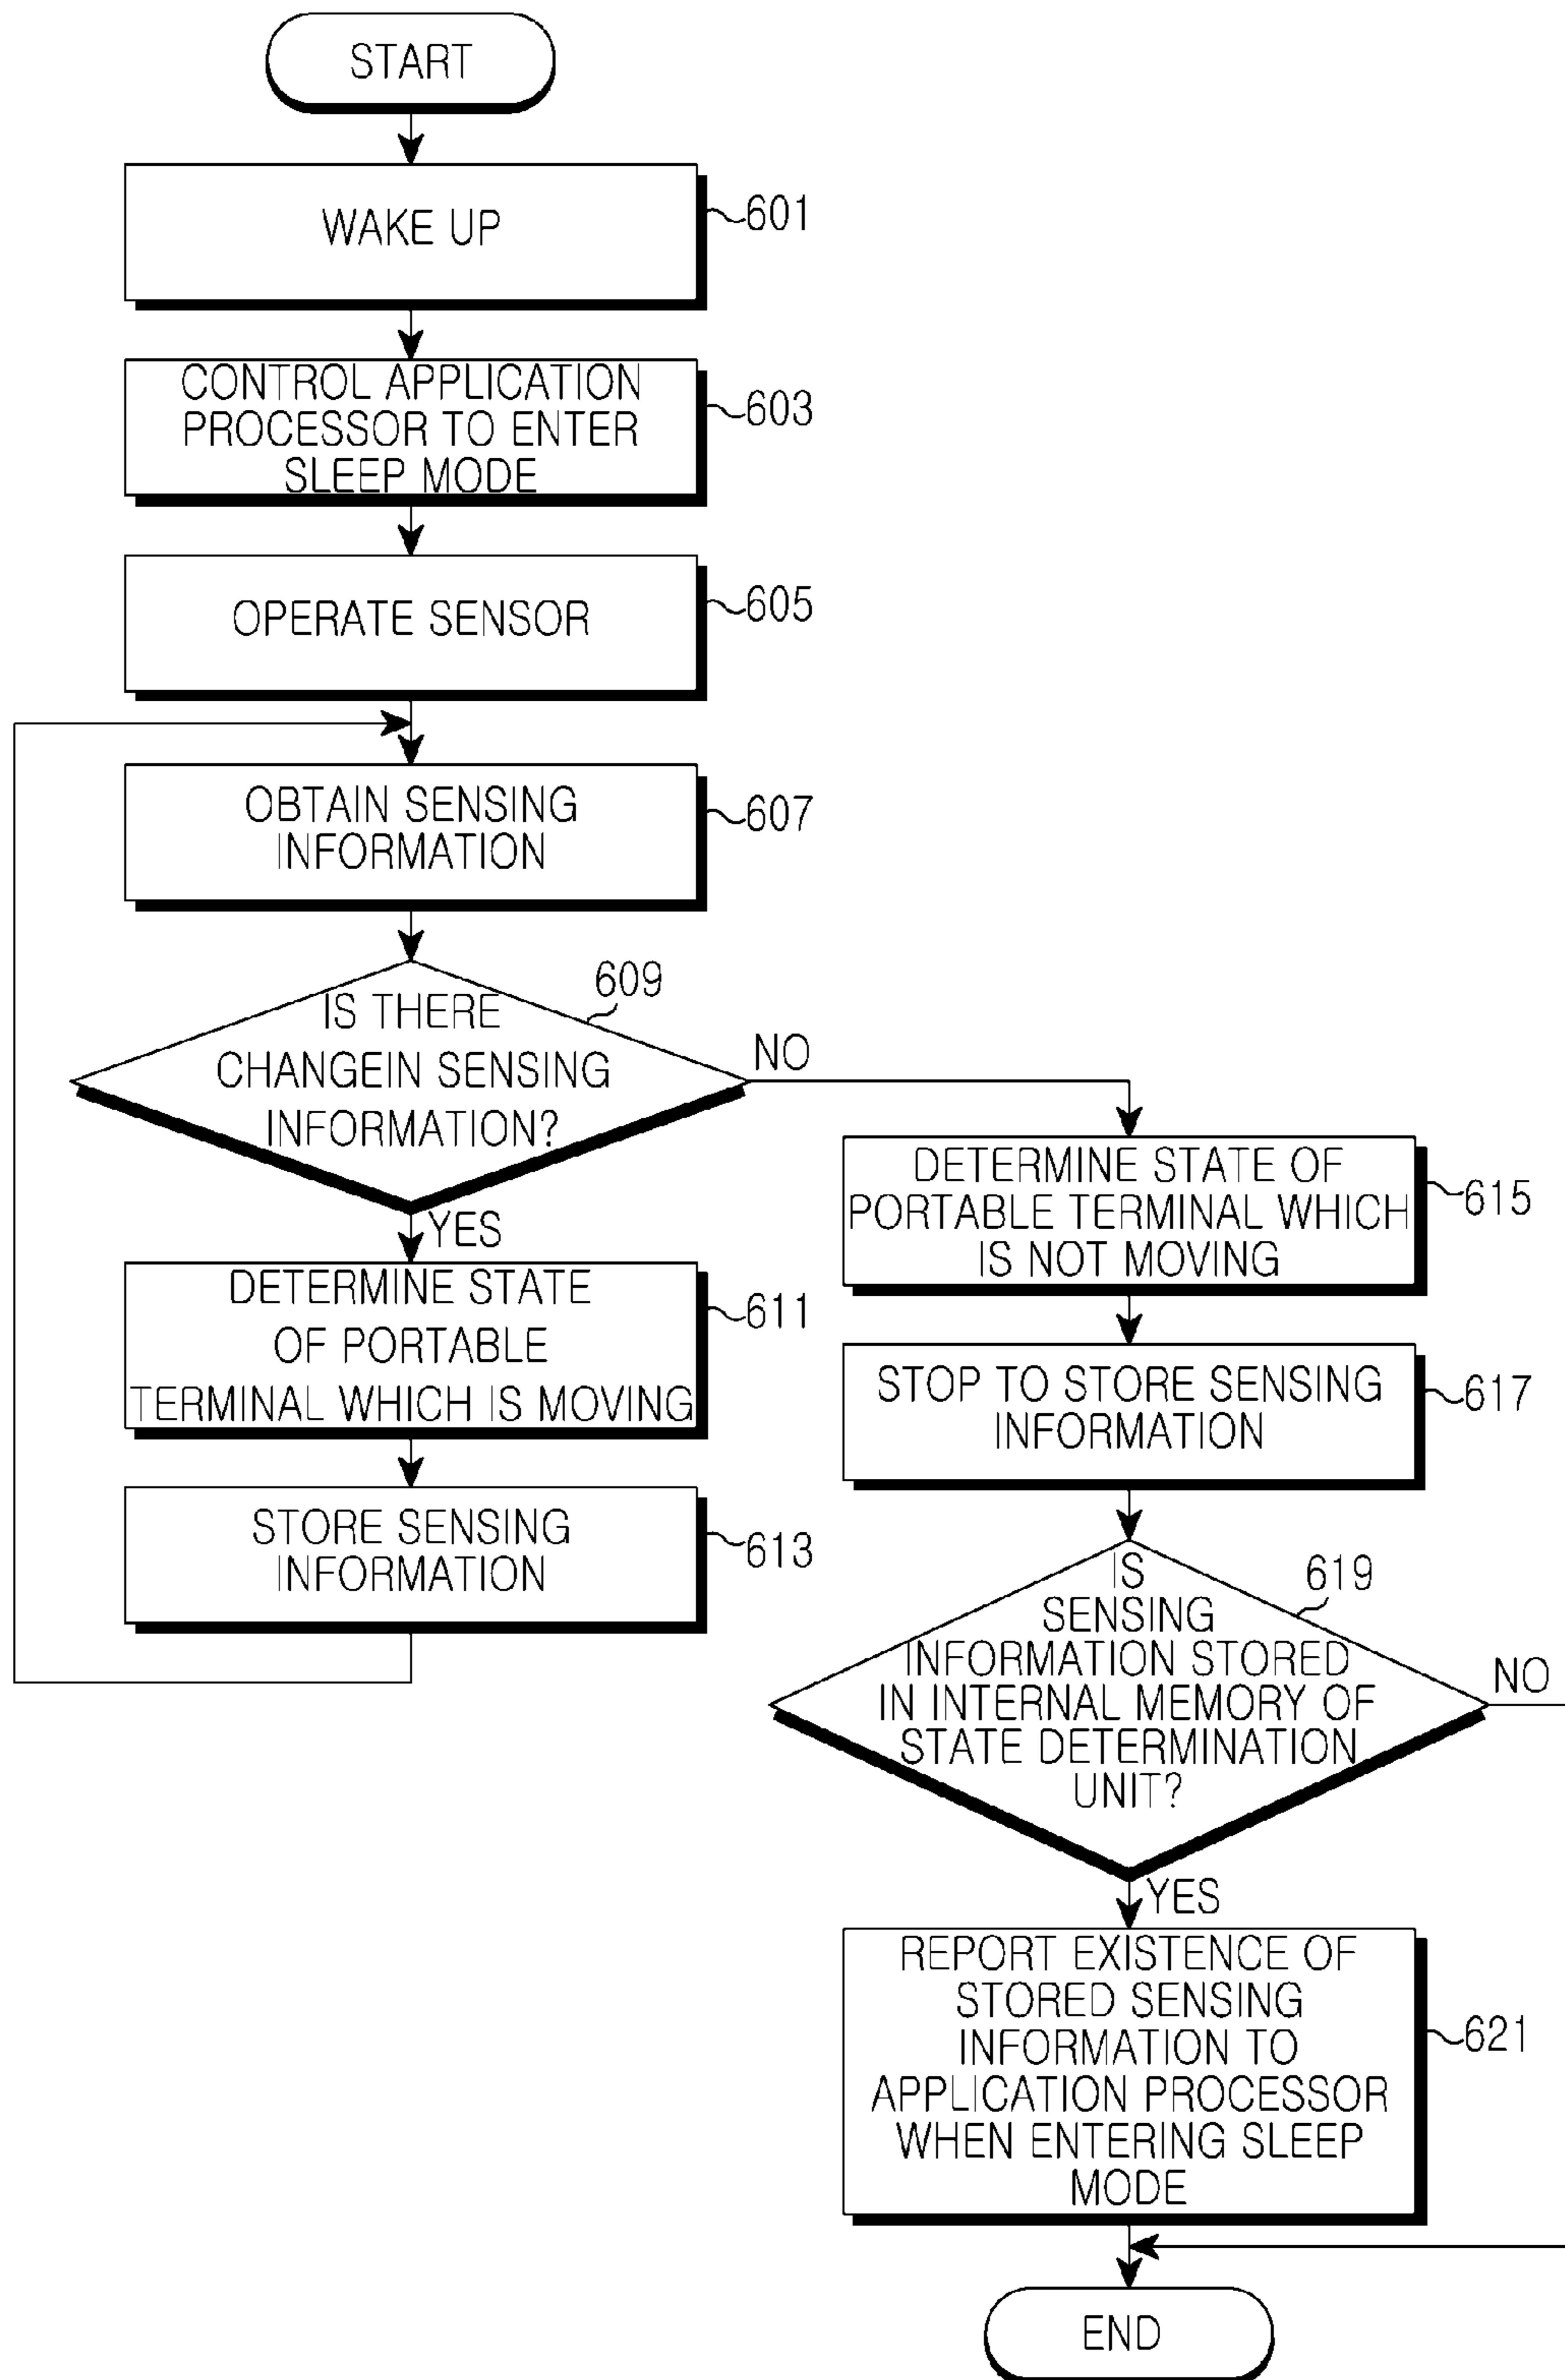 START
WAKE UP
601
CONTROL APPLICATION
PROCESSOR TO ENTER
SLEEP MODE
603
OPERATE SENSOR
605
OBTAIN SENSING
INFORMATION
607
IS THERE
CHANGEIN SENSING
INFORMATION?
609
NO
YES
DETERMINE STATE
OF PORTABLE
TERMINAL WHICH IS MOVING
611
STORE SENSING
INFORMATION
613
DETERMINE STATE OF
PORTABLE TERMINAL WHICH
IS NOT MOVING
615
STOP TO STORE SENSING
INFORMATION
617
IS
SENSING
INFORMATION STORED
IN INTERNAL MEMORY OF
STATE DETERMINATION
UNIT?
619
NO
YES
REPORT EXISTENCE OF
STORED SENSING
INFORMATION TO
APPLICATION PROCESSOR
WHEN ENTERING SLEEP
MODE
621
END